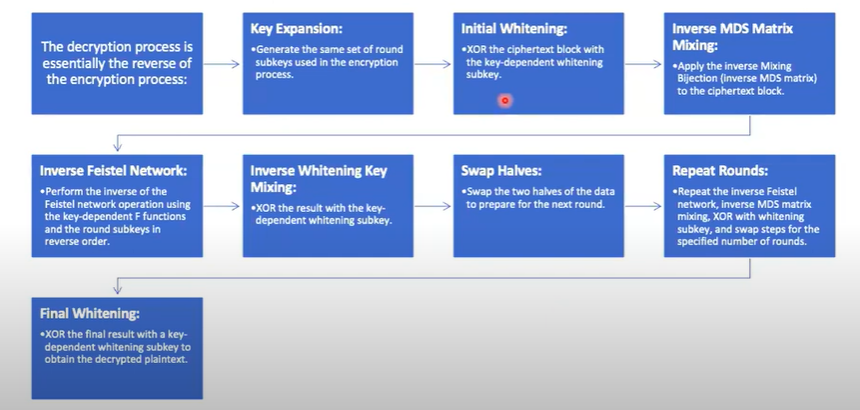 The decryption process is
essentially the reverse of
the encryption process:
Key Expansion:
•Generate the same set of round
subkeys used in the encryption
process.
Initial Whitening:
•XOR the ciphertext block with
the key-dependent whitening
subkey.
Inverse MDS Matrix
Mixing:
•Apply the inverse Mixing
Bijection (inverse MDS matrix)
to the ciphertext block.
Inverse Feistel Network:
•Perform the inverse of the
Feistel network operation using
the key-dependent F functions
and the round subkeys in
reverse order.
Inverse Whitening Key
Mixing:
•XOR the result with the key-
dependent whitening subkey.
Swap Halves:
•Swap the two halves of the data
to prepare for the next round.
Repeat Rounds:
•Repeat the inverse Feistel
network, inverse MDS matrix
mixing, XOR with whitening
subkey, and swap steps for the
specified number of rounds.
Final Whitening:
•XOR the final result with a key-
dependent whitening subkey to
obtain the decrypted plaintext.